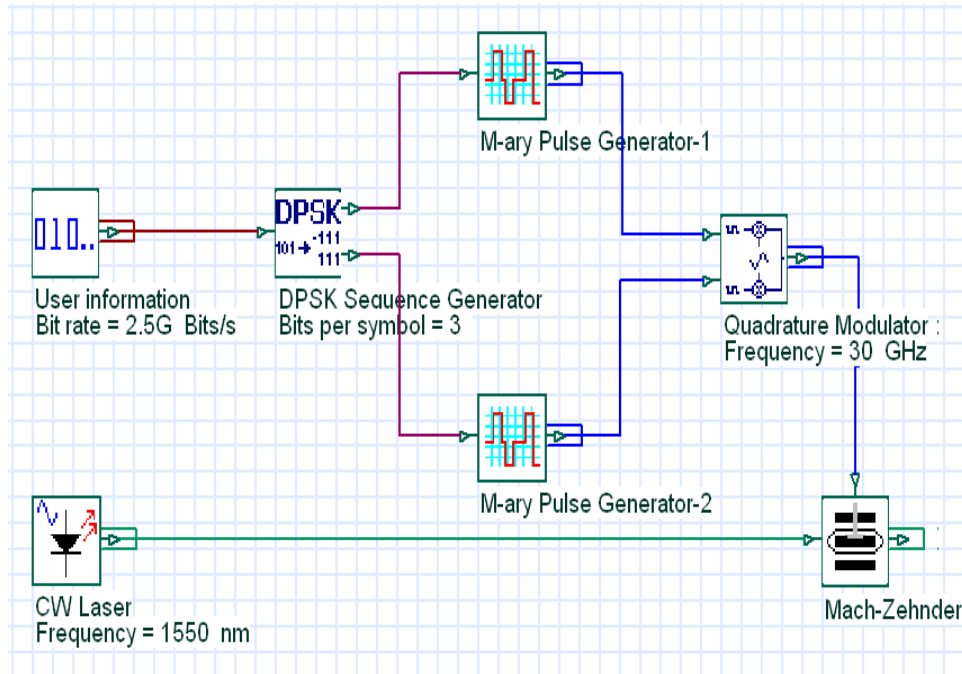 M-ary Pulse Generator-1
010..
DPSK
101 -111
111
User information
Bit rate = 2.5G Bits/s
DPSK Sequence Generator
Bits per symbol = 3
Quadrature Modulator :
Frequency = 30 GHz
M-ary Pulse Generator-2
CW Laser
Frequency = 1550 nm
Mach-Zehnder